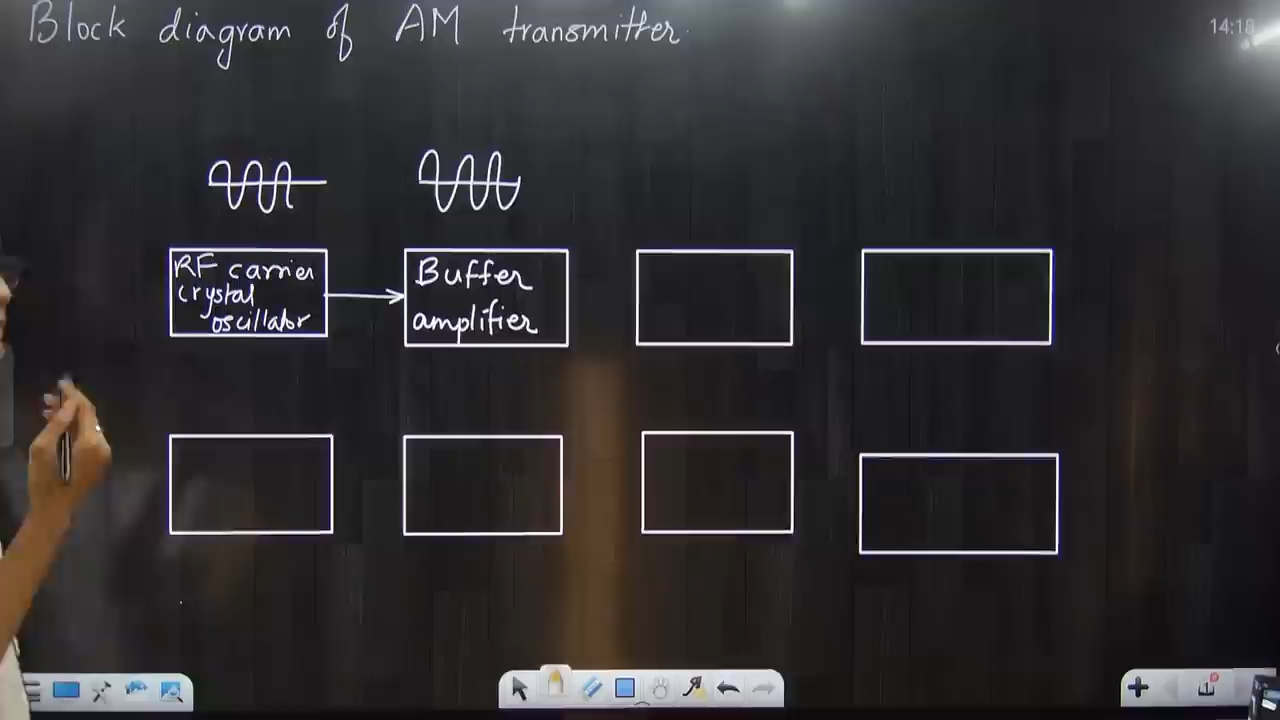 Block diagram of AM transmitter
14:18
RF carrier
crystal
oscillator
Buffer
amplifier